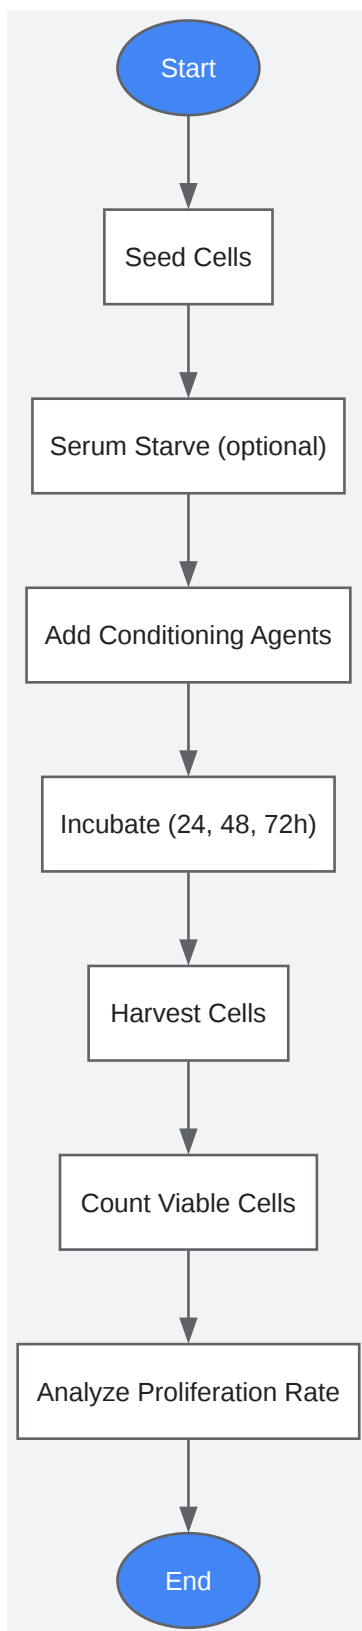 Start
Seed Cells
Serum Starve (optional)
Add Conditioning Agents
Incubate (24, 48, 72h)
Harvest Cells
Count Viable Cells
Analyze Proliferation Rate
End